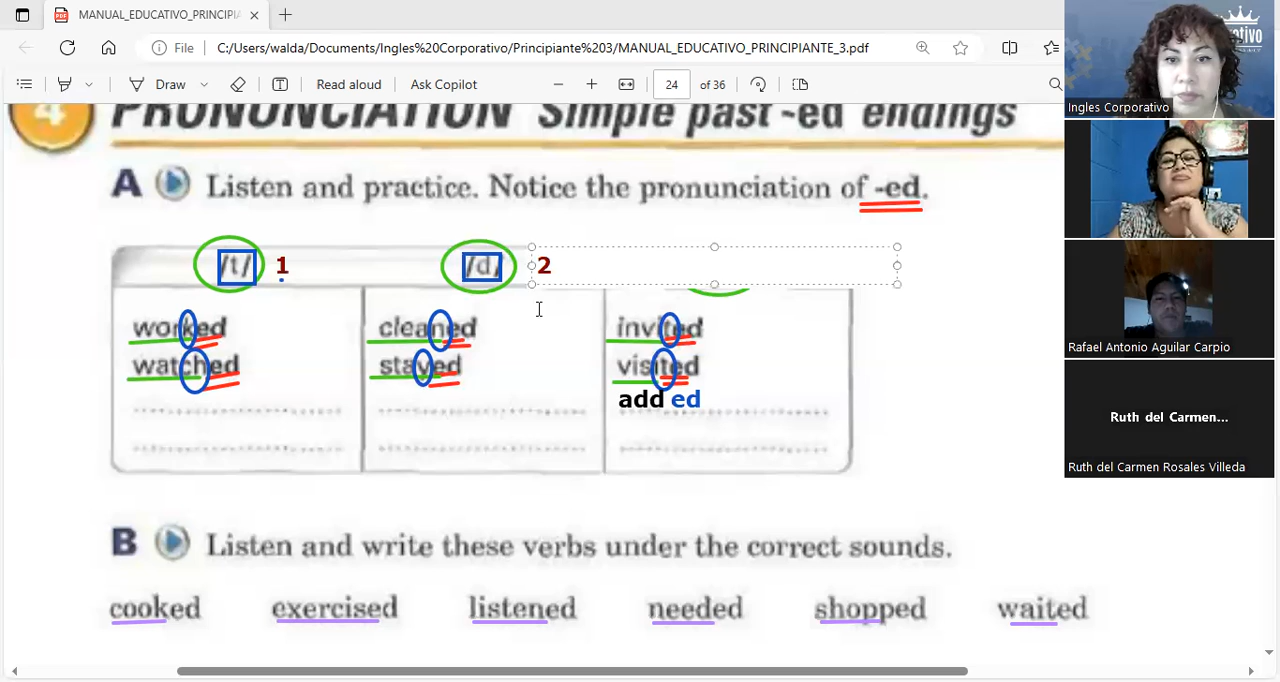 MANUAL_EDUCATIVO_PRINCIPIA
File
C:/Users/walda/Documents/Ingles%20Corporativo/Principante%203/MANUAL_EDUCATIVO_PRINCIPIANTE_3.pdf
Draw
Read aloud
Ask Copilot
24 of 36
4 PRONUNCIATION Simple past -ed endings
A Listen and practice. Notice the pronunciation of -ed.
/t/ 1 /d/ 2
worked cleaned invited
watched stayed visited
add ed
B Listen and write these verbs under the correct sounds.
cooked exercised listened needed shopped waited
Ingles Corporativo
Rafael Antonio Aguilar Carpio
Ruth del Carmen...
Ruth del Carmen Rosales Villeda